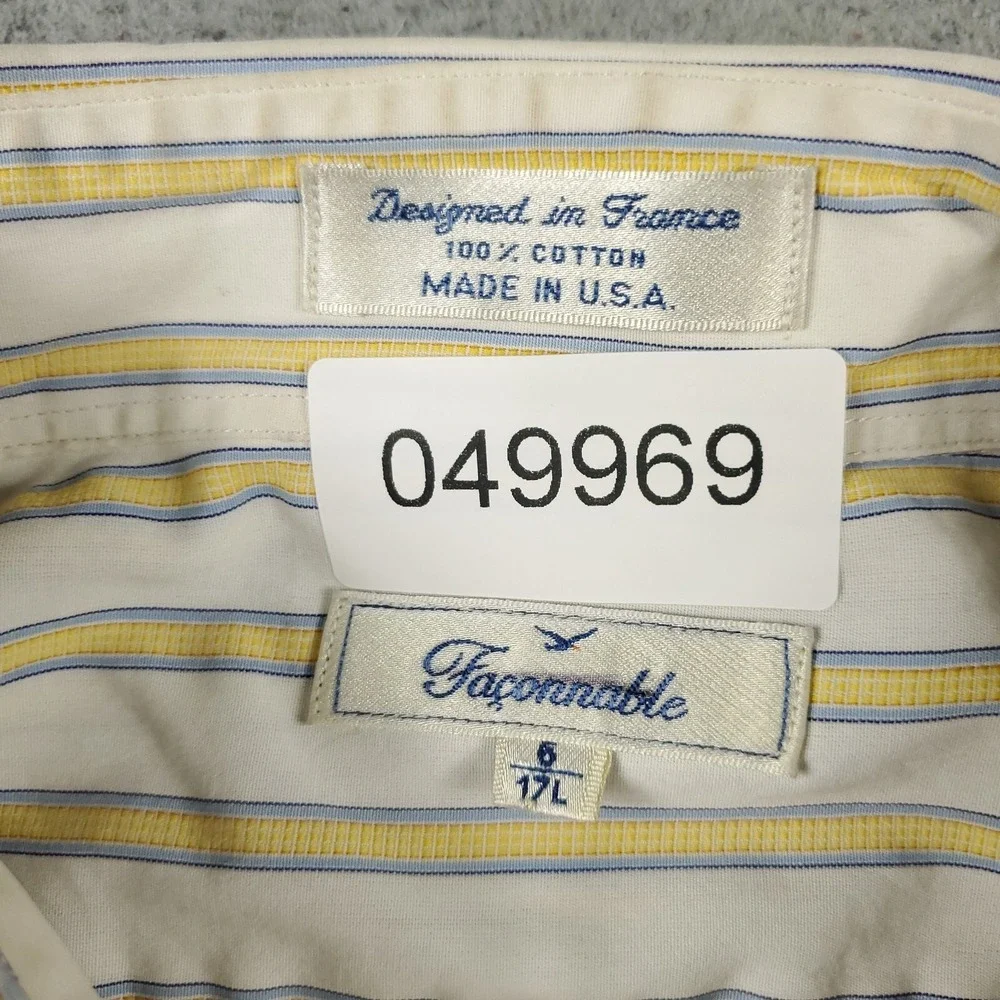 Designed in France
100% COTTON
MADE IN U.S.A.
049969
Façonnable
6
17L